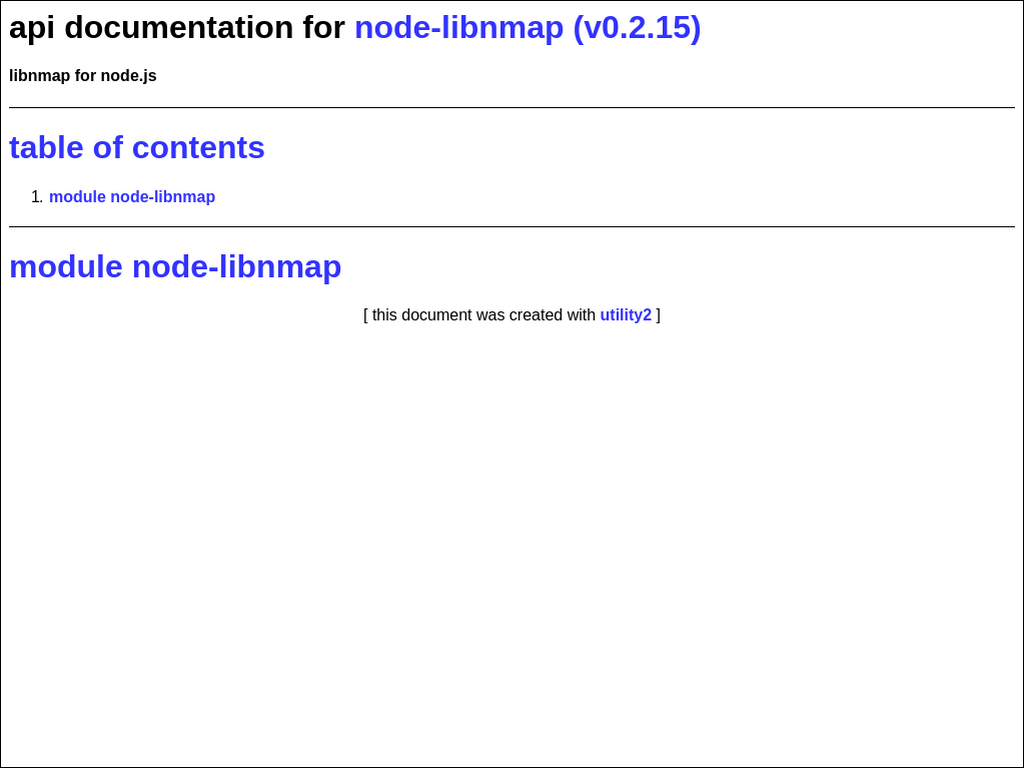 api documentation for node-libnmap (v0.2.15)
libnmap for node.js
table of contents
1. module node-libnmap
module node-libnmap
[ this document was created with utility2 ]